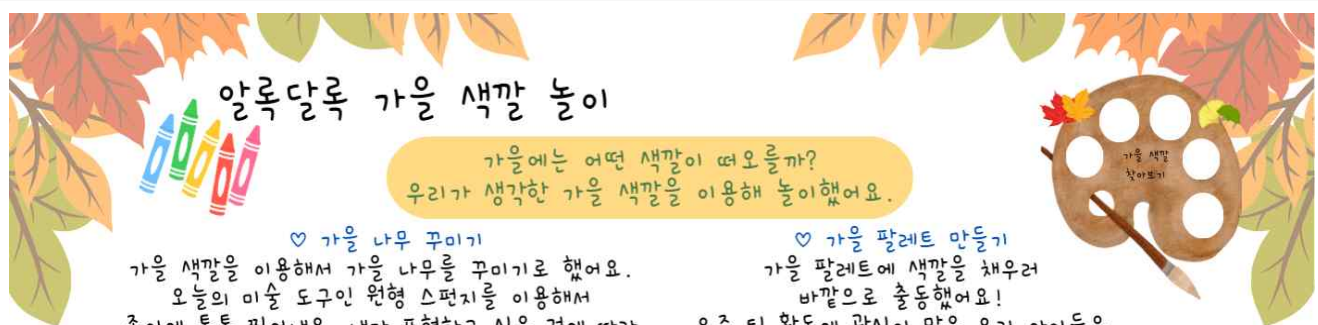 알록달록 가을 색깔 놀이
가을에는 어떤 색깔이 떠오를까?
우리가 생각한 가을 색깔을 이용해 놀이했어요.
가을 색깔
찾아보기
♡ 가을 나무 꾸미기
가을 색깔을 이용해서 가을 나무를 꾸미기로 했어요.
오늘의 미술 도구인 원형 스펀지를 이용해서
♡ 가을 팔레트 만들기
가을 팔레트에 색깔을 채우러
바깥으로 출동했어요!